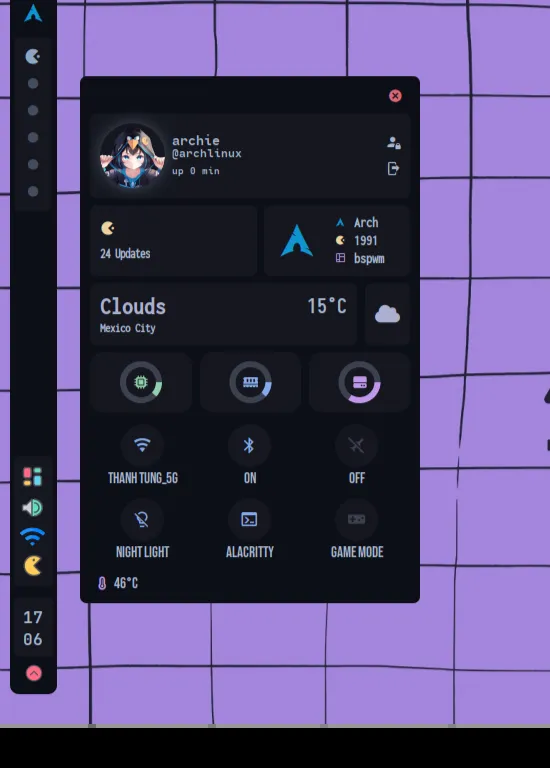 archie
@archlinux
up 0 min
24 Updates
Arch
1991
bspwm
Clouds
15°C
Mexico City
THANH TUNG_5G
ON
OFF
NIGHT LIGHT
ALACRITTY
GAME MODE
46°C
17
06